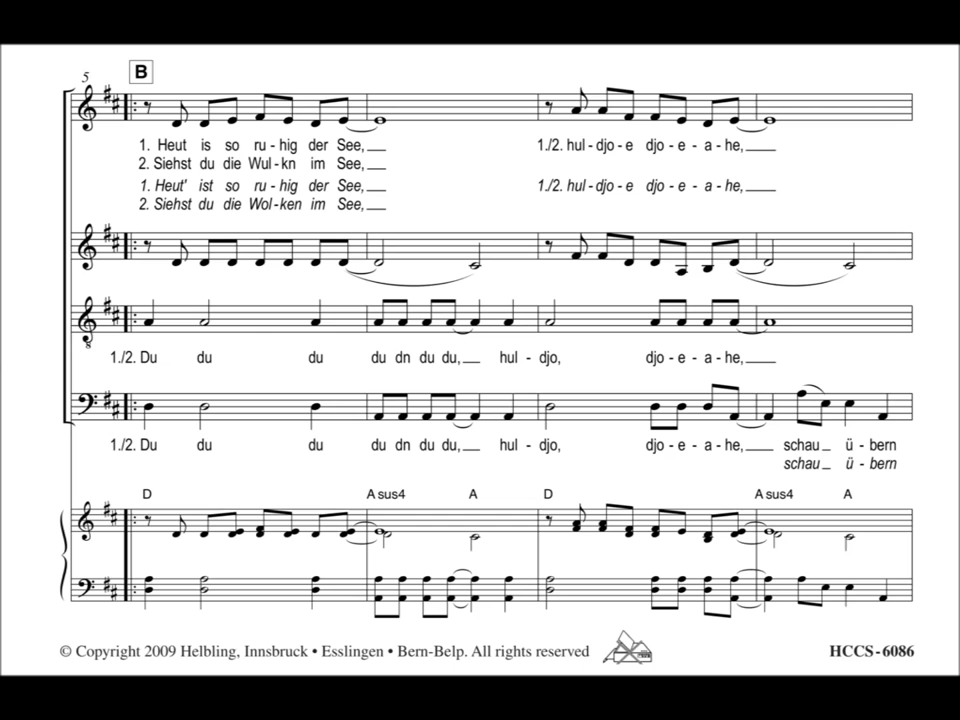 5 B
1. Heut is so ru - hig der See, 1./2. hul - djo - e djo - e - a - he,
2. Siehst du die Wul - kn im See,
1. Heut' ist so ru - hig der See, 1./2. hul - djo - e djo - e - a - he,
2. Siehst du die Wol - ken im See,
8
1./2. Du du du du dn du du, hul - djo, djo - e - a - he,
1./2. Du du du du dn du du, hul - djo, djo - e - a - he, schau ü - bern
schau ü - bern
D A sus4 A D A sus4 A
© Copyright 2009 Helbling, Innsbruck • Esslingen • Bern-Belp. All rights reserved HCCS - 6086